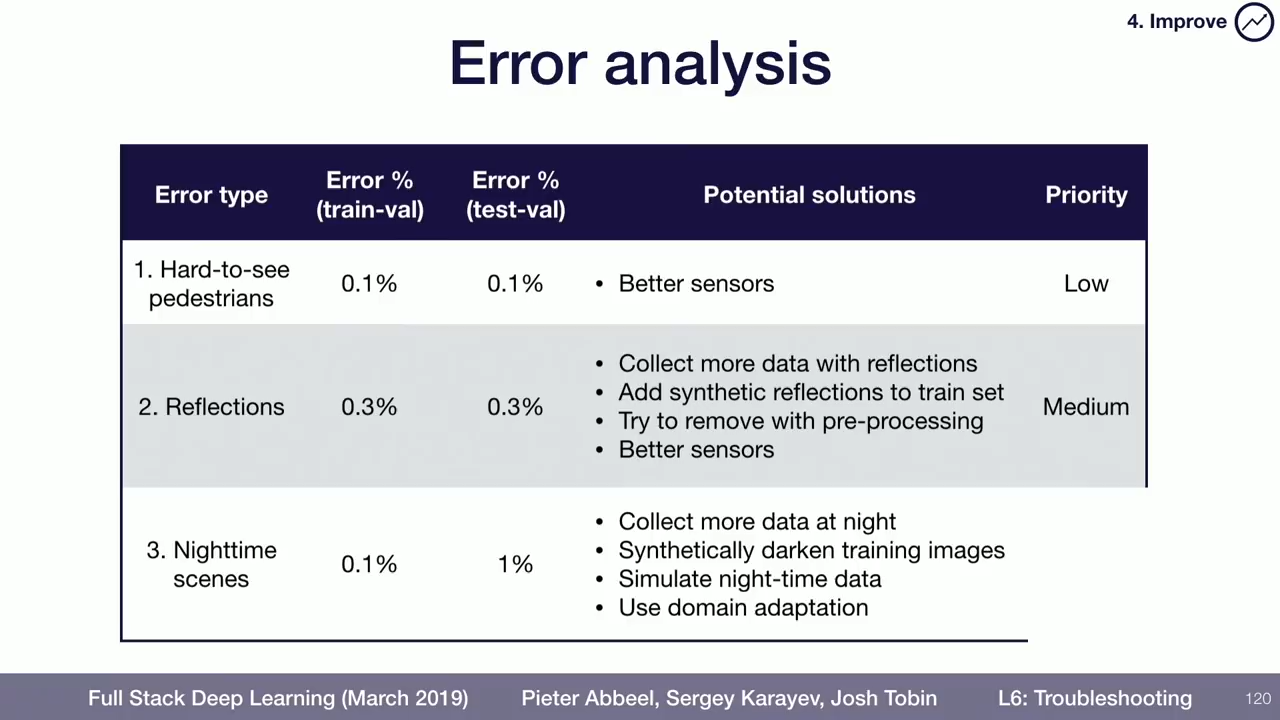 4. Improve
Error analysis
Error type
Error %
(train-val)
Error %
(test-val)
Potential solutions
Priority
1. Hard-to-see
pedestrians
0.1%
0.1%
• Better sensors
Low
2. Reflections
0.3%
0.3%
• Collect more data with reflections
• Add synthetic reflections to train set
• Try to remove with pre-processing
• Better sensors
Medium
3. Nighttime
scenes
0.1%
1%
• Collect more data at night
• Synthetically darken training images
• Simulate night-time data
• Use domain adaptation
Full Stack Deep Learning (March 2019)
Pieter Abbeel, Sergey Karayev, Josh Tobin
L6: Troubleshooting
120